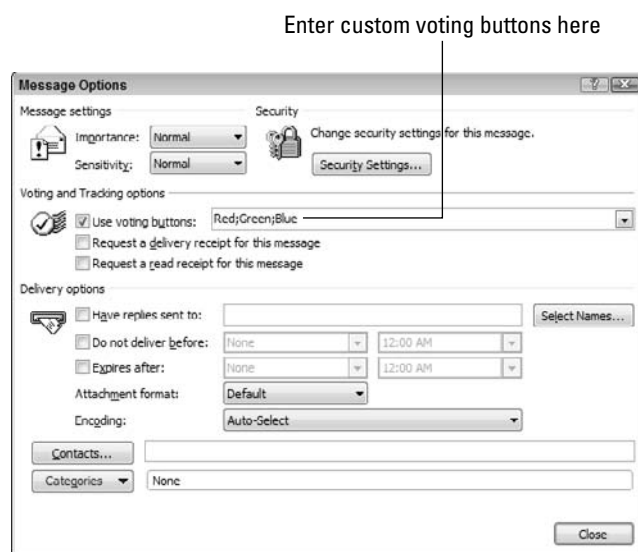 Enter custom voting buttons here
Message Options
Message settings
Security
Importance: Normal
Change security settings for this message.
Sensitivity: Normal
Security Settings...
Voting and Tracking options
Use voting buttons: Red;Green;Blue
Request a delivery receipt for this message
Request a read receipt for this message
Delivery options
Have replies sent to: Select Names...
Do not deliver before: None 12:00 AM
Expires after: None 12:00 AM
Attachment format: Default
Encoding: Auto-Select
Contacts...
Categories None
Close